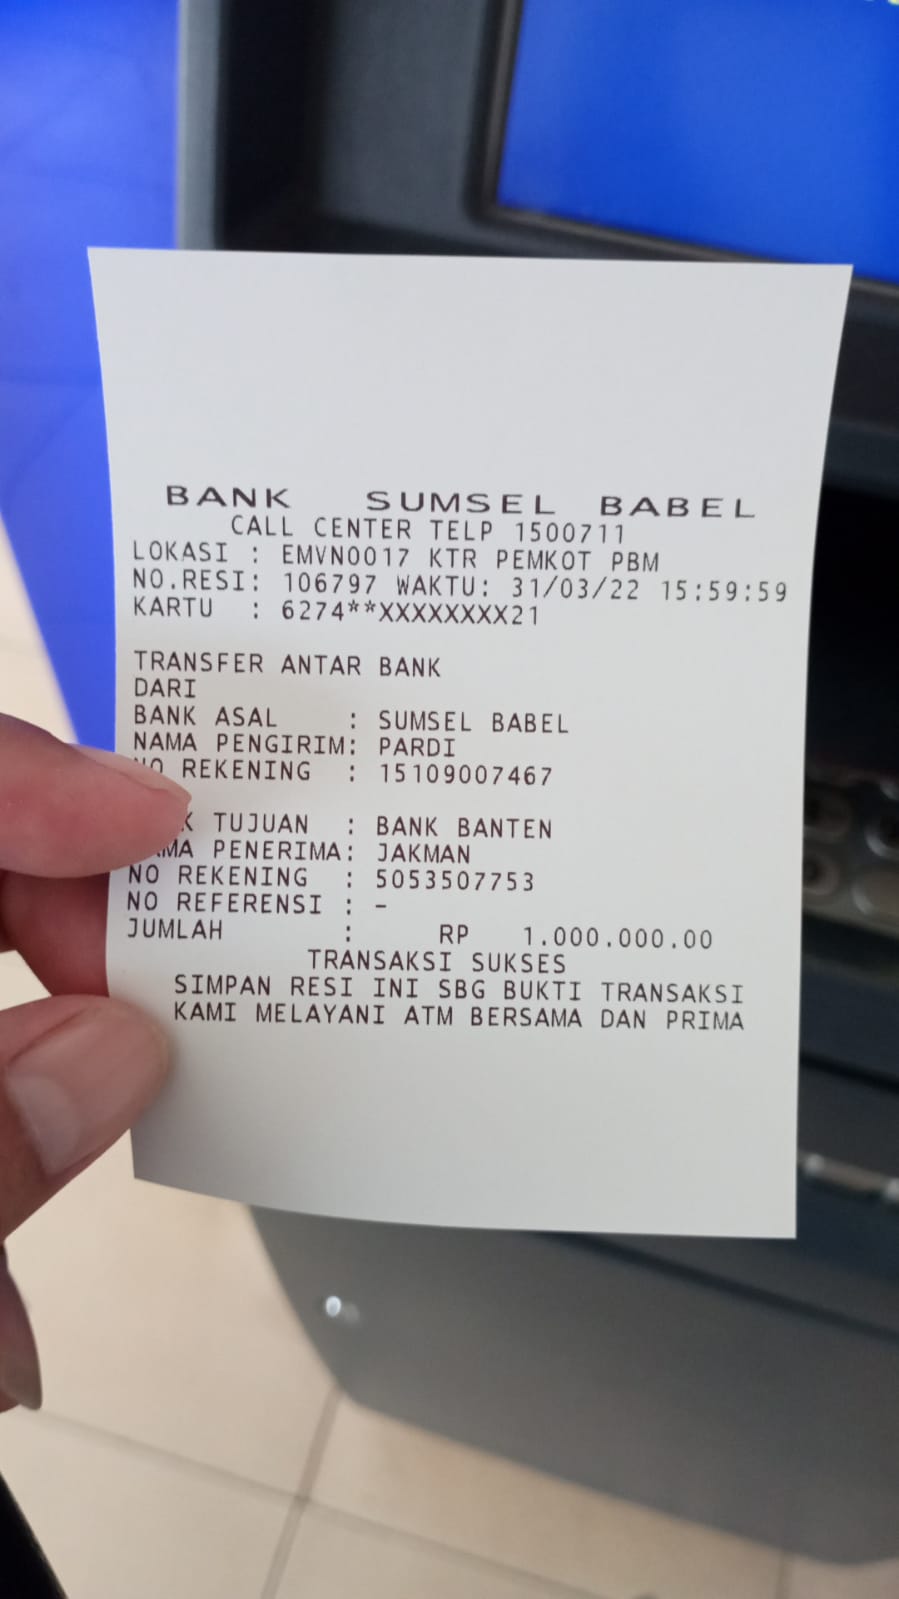 BANK SUMSEL BABEL
CALL CENTER TELP 1500711
LOKASI : EMVN0017 KTR PEMKOT PBM
NO.RESI: 106797 WAKTU: 31/03/22 15:59:59
KARTU : 6274**XXXXXXXXX21
TRANSFER ANTAR BANK
DARI
BANK ASAL : SUMSEL BABEL
NAMA PENGIRIM: PARDI
NO REKENING : 15109007467
TUJUAN : BANK BANTEN
NAMA PENERIMA: JAKMAN
NO REKENING : 5053507753
NO REFERENSI : -
JUMLAH : RP 1.000.000.00
TRANSAKSI SUKSES
SIMPAN RESI INI SBG BUKTI TRANSAKSI
KAMI MELAYANI ATM BERSAMA DAN PRIMA